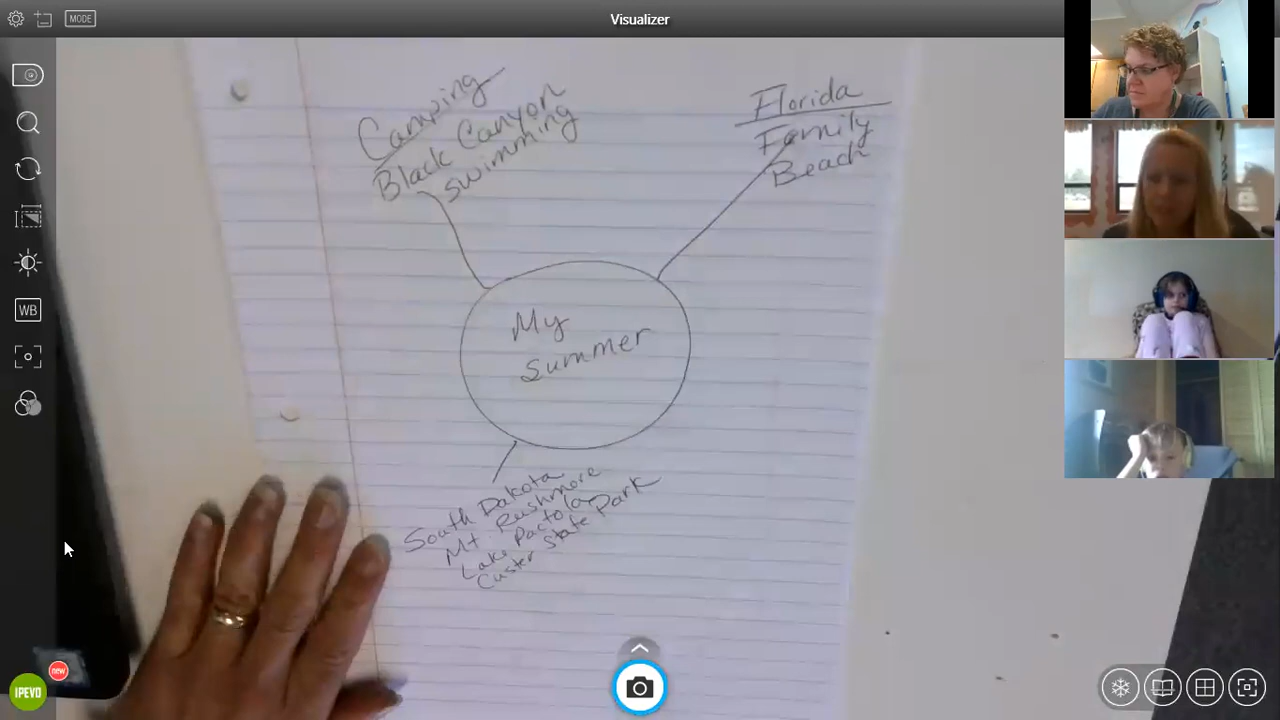 Visualizer
MODE
WB
new
IPEVO
Camping
Black Canyon
swimming
Florida
Family
Beach
My
Summer
South Dakota
Mt. Rushmore
Lake Pactola
Custer State Park